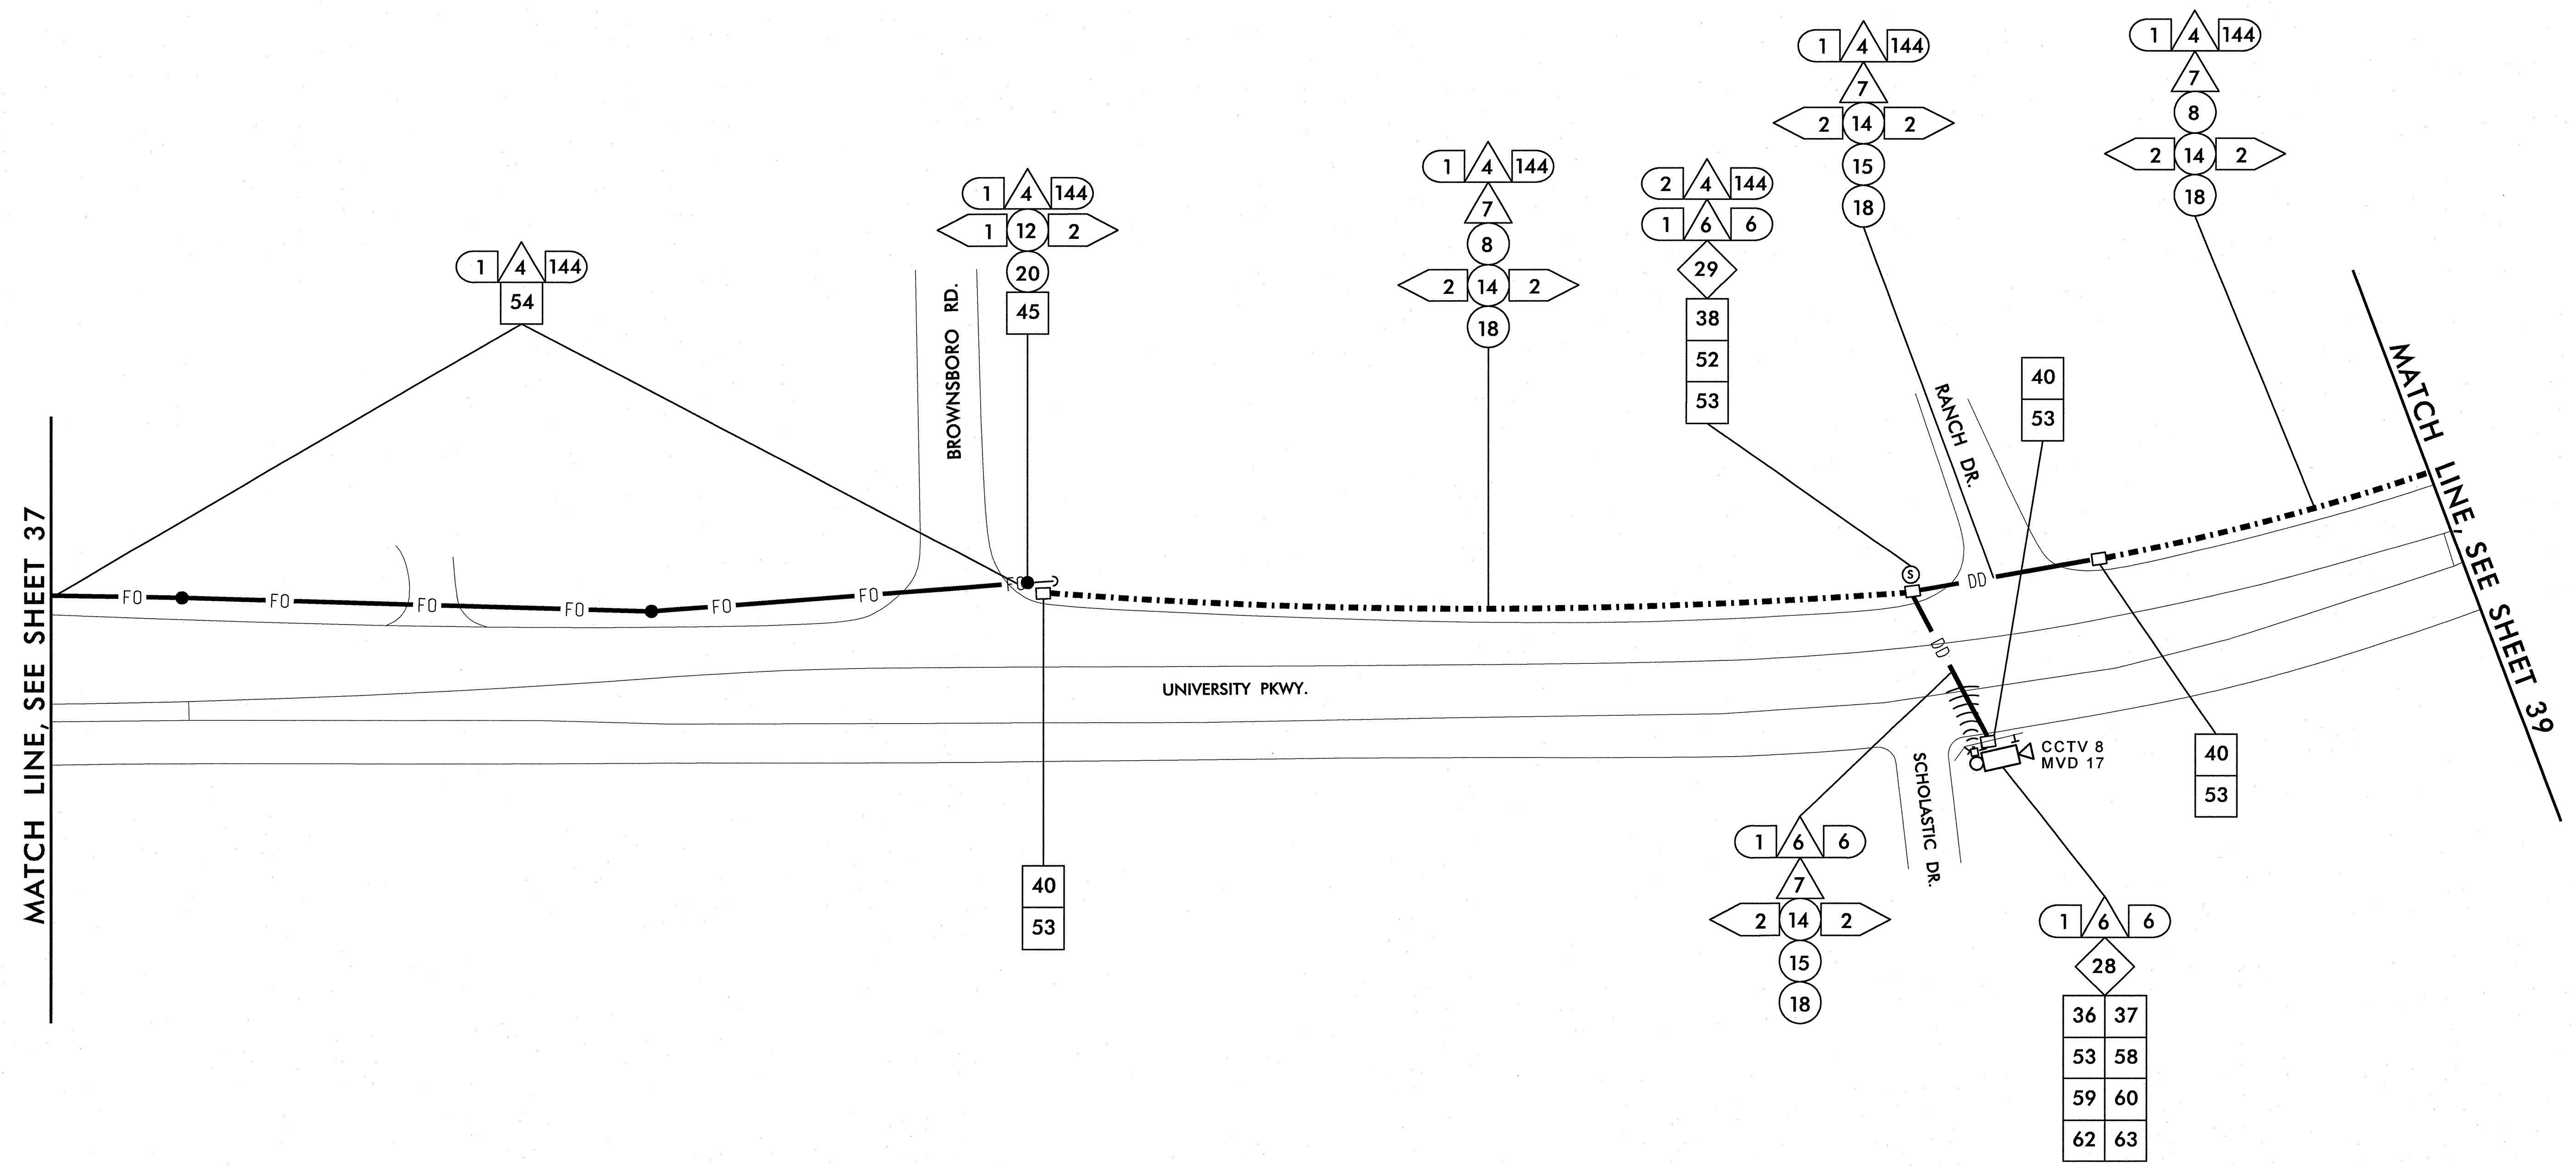 MATCH LINE, SEE SHEET 37
1 4 144
54
FO FO FO FO FO FO
BROWNSBORO RD.
1 4 144
1 12 2
20
45
40
53
UNIVERSITY PKWY.
1 4 144
7
8
2 14 2
18
2 4 144
1 6 6
29
38
52
53
S
1 4 144
7
2 14 2
15
18
RANCH DR.
DD
DD
40
53
1 4 144
7
8
2 14 2
18
CCTV 8
MVD 17
SCHOLASTIC DR.
1 6 6
7
2 14 2
15
18
40
53
1 6 6
28
36 37
53 58
59 60
62 63
MATCH LINE, SEE SHEET 39